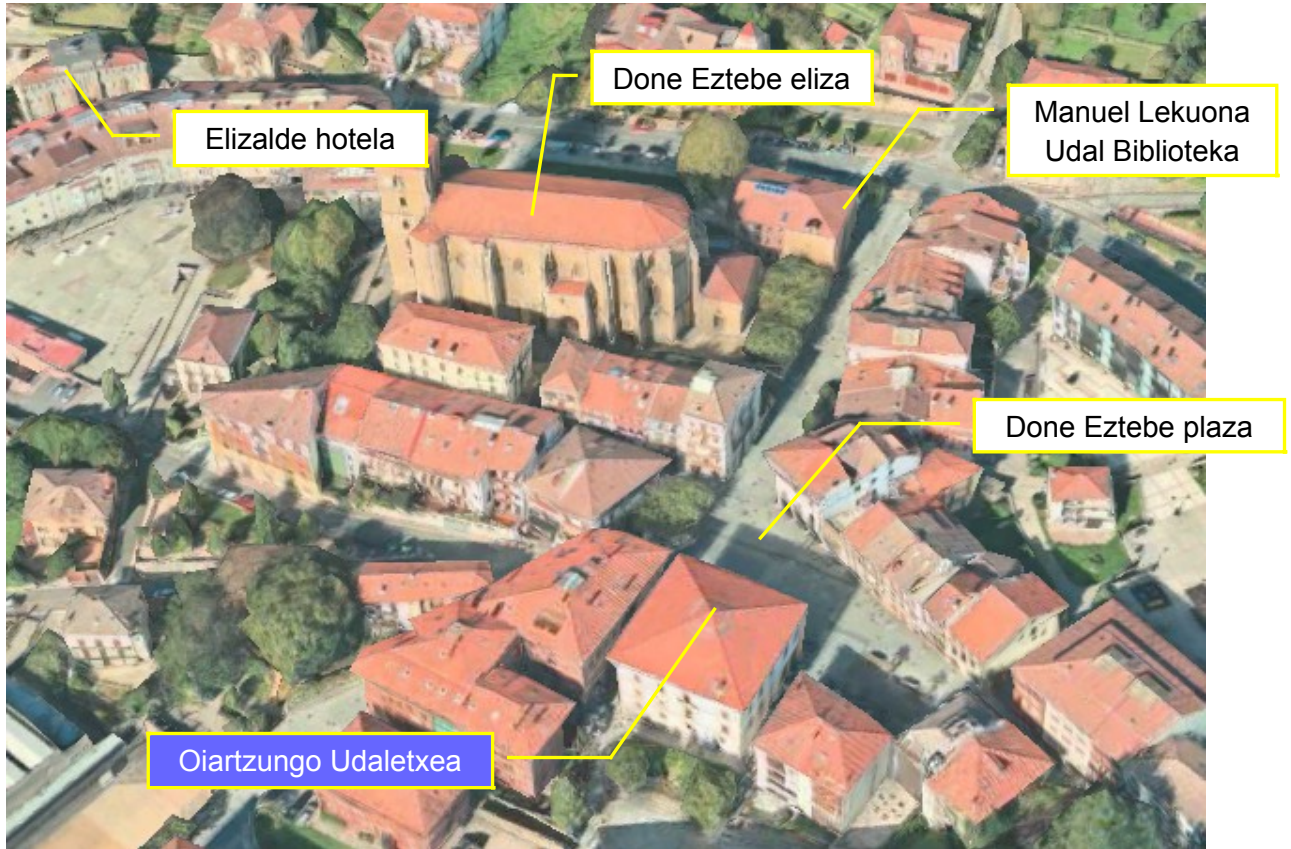 Done Eztebe eliza
Elizalde hotela
Manuel Lekuona
Udal Biblioteka
Done Eztebe plaza
Oiartzungo Udaletxea